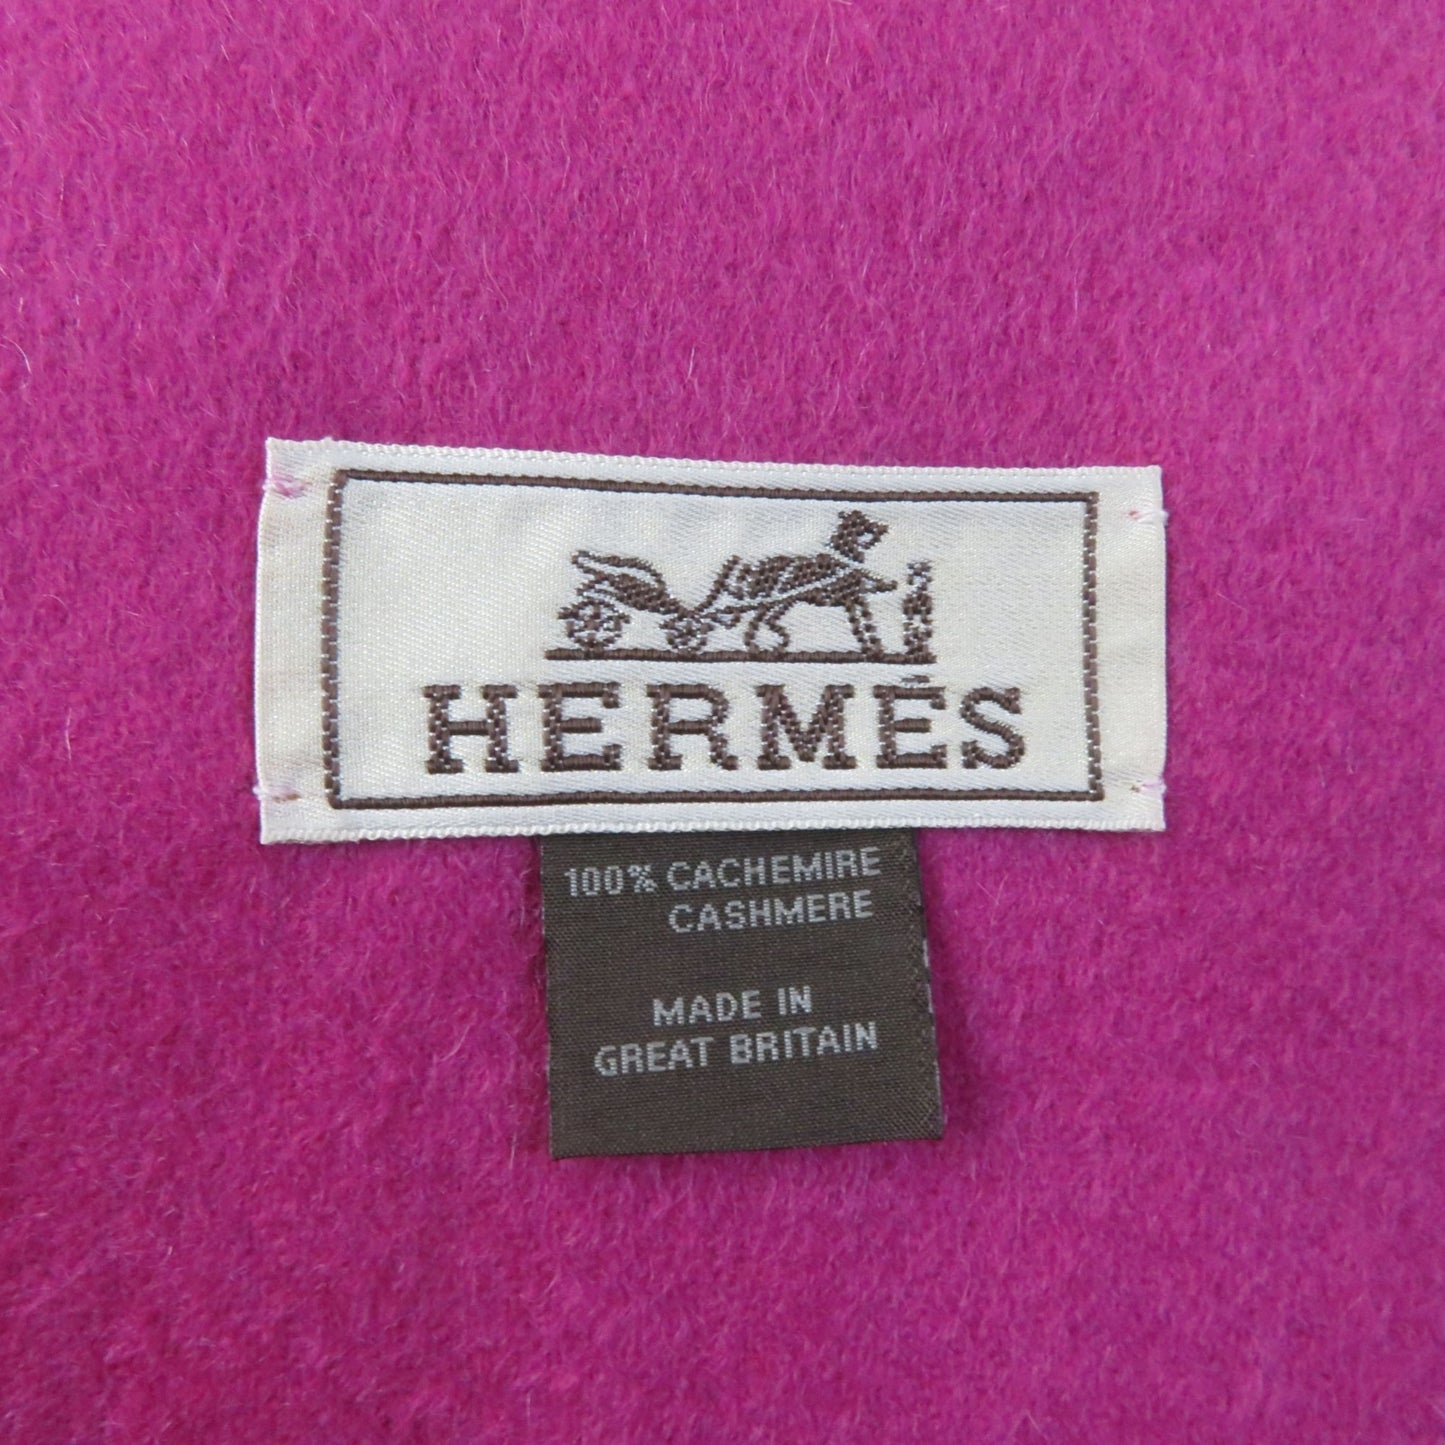 HERMÈS
100% CACHEMIRE
CASHMERE
MADE IN
GREAT BRITAIN